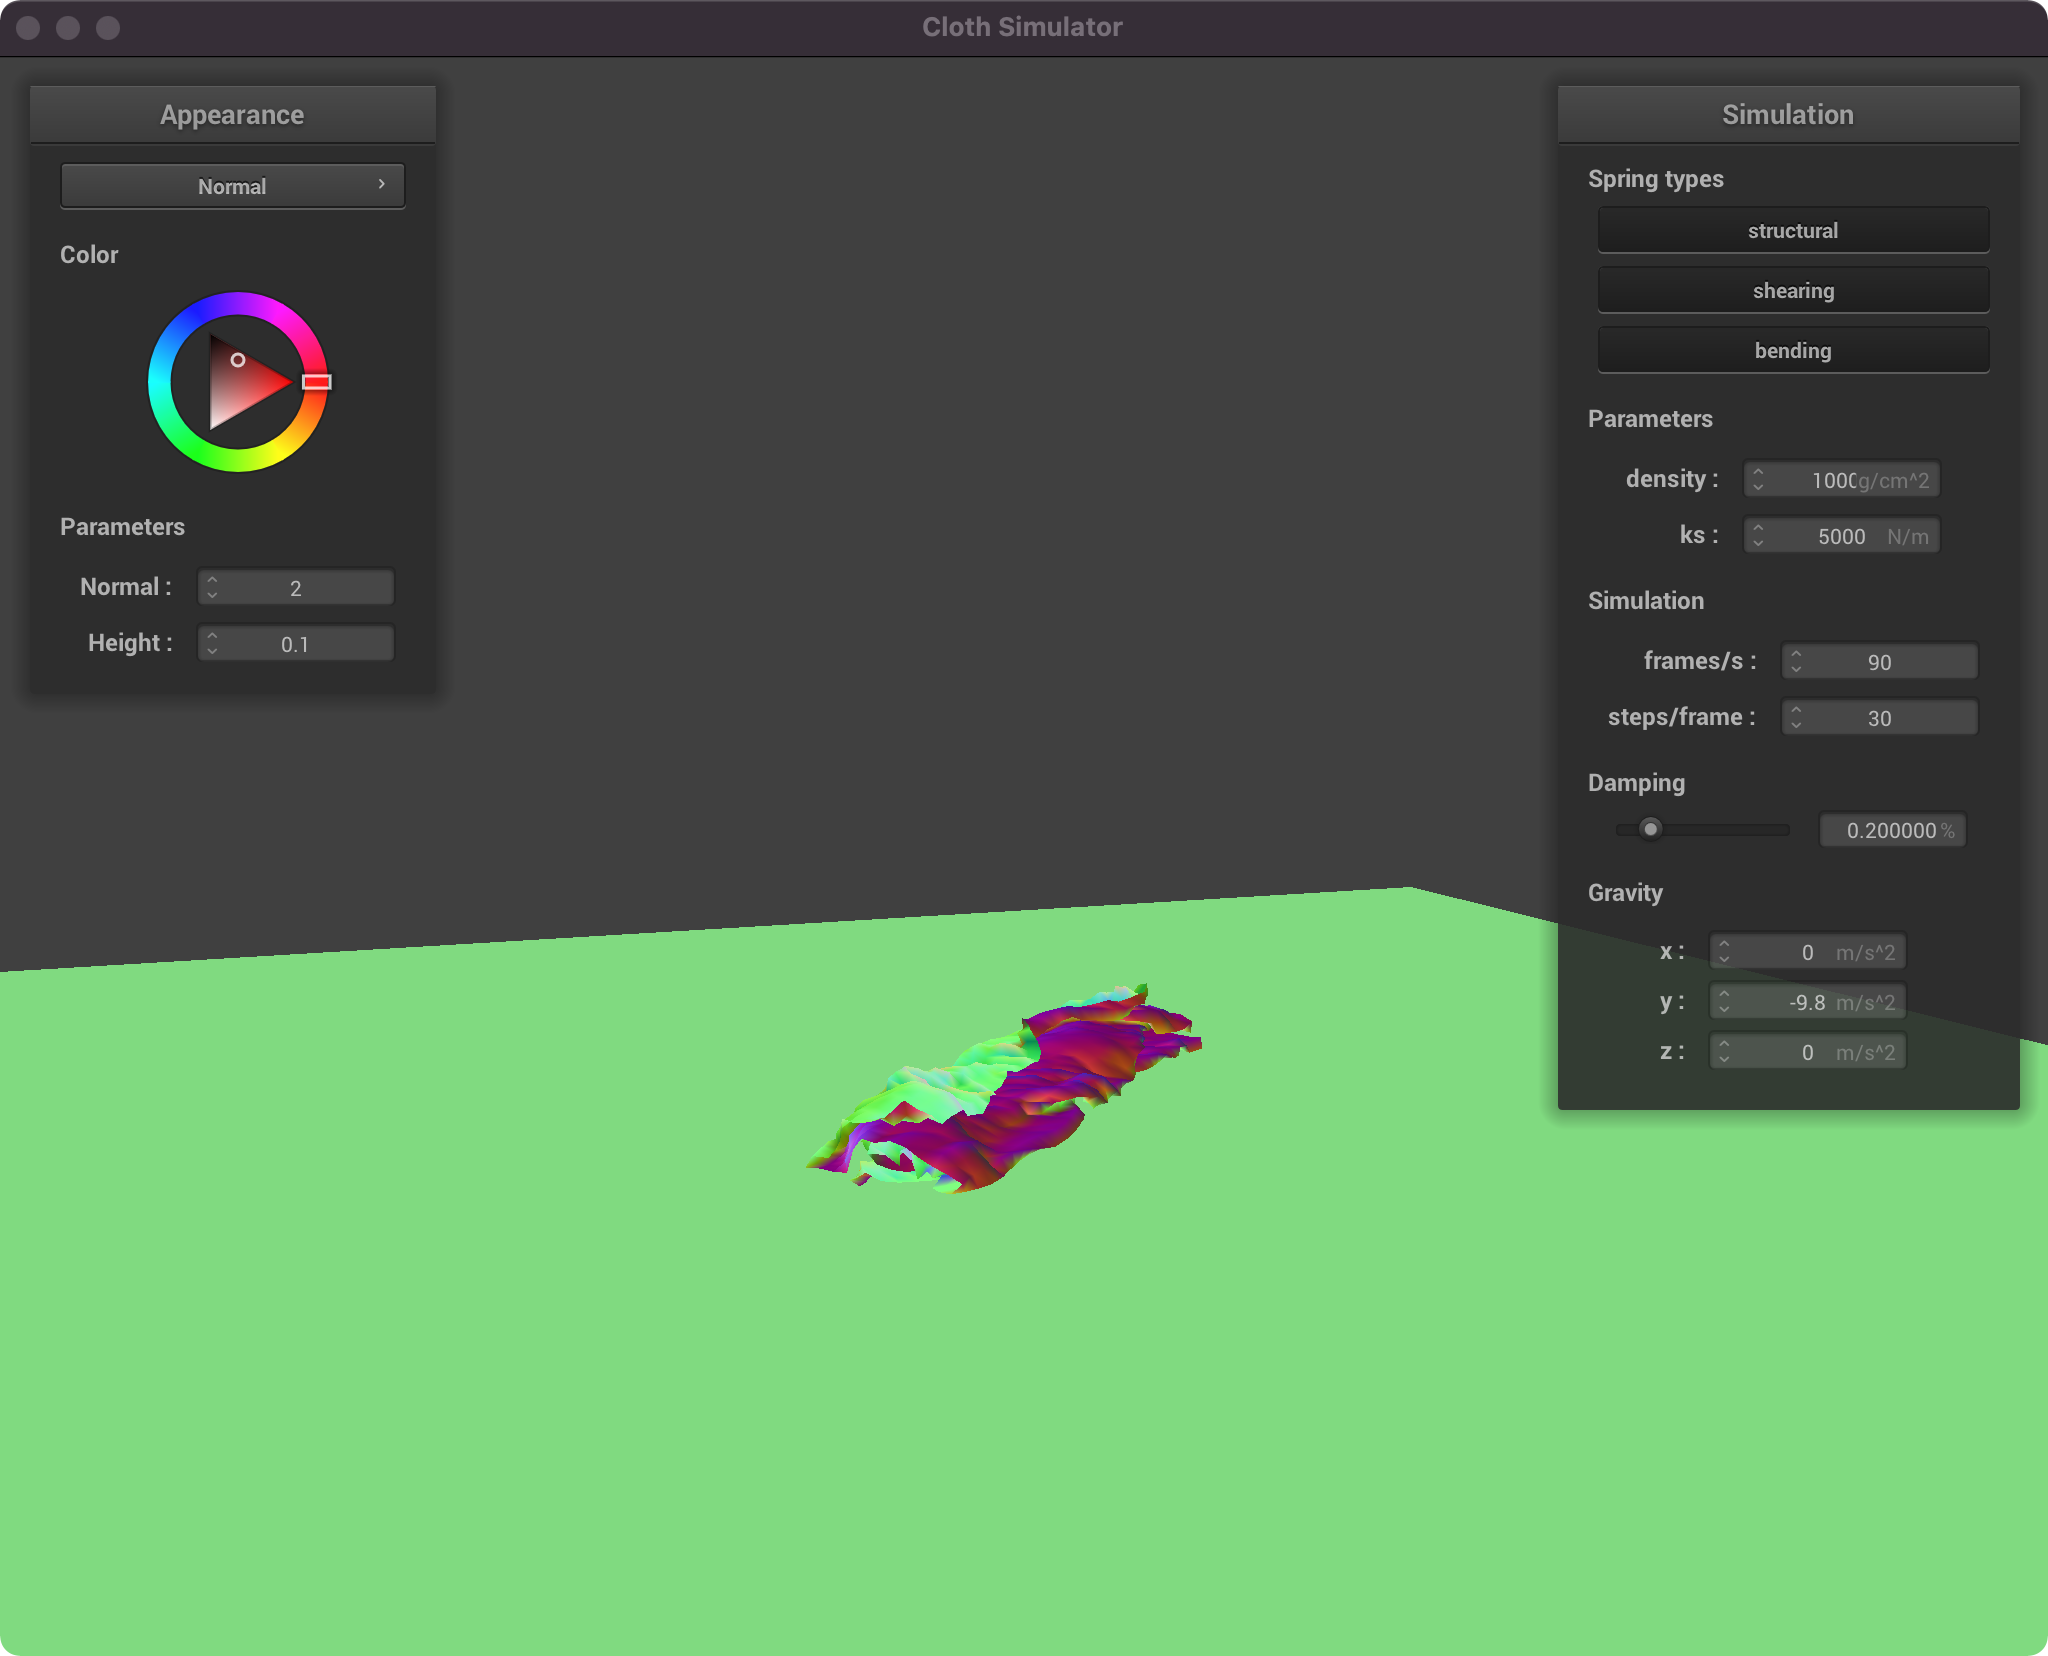 Cloth Simulator
Appearance
Normal
Color
Parameters
Normal : 2
Height : 0.1
Simulation
Spring types
structural
shearing
bending
Parameters
density : 1000 g/cm^2
ks : 5000 N/m
Simulation
frames/s : 90
steps/frame : 30
Damping
0.200000 %
Gravity
x : 0 m/s^2
y : -9.8 m/s^2
z : 0 m/s^2